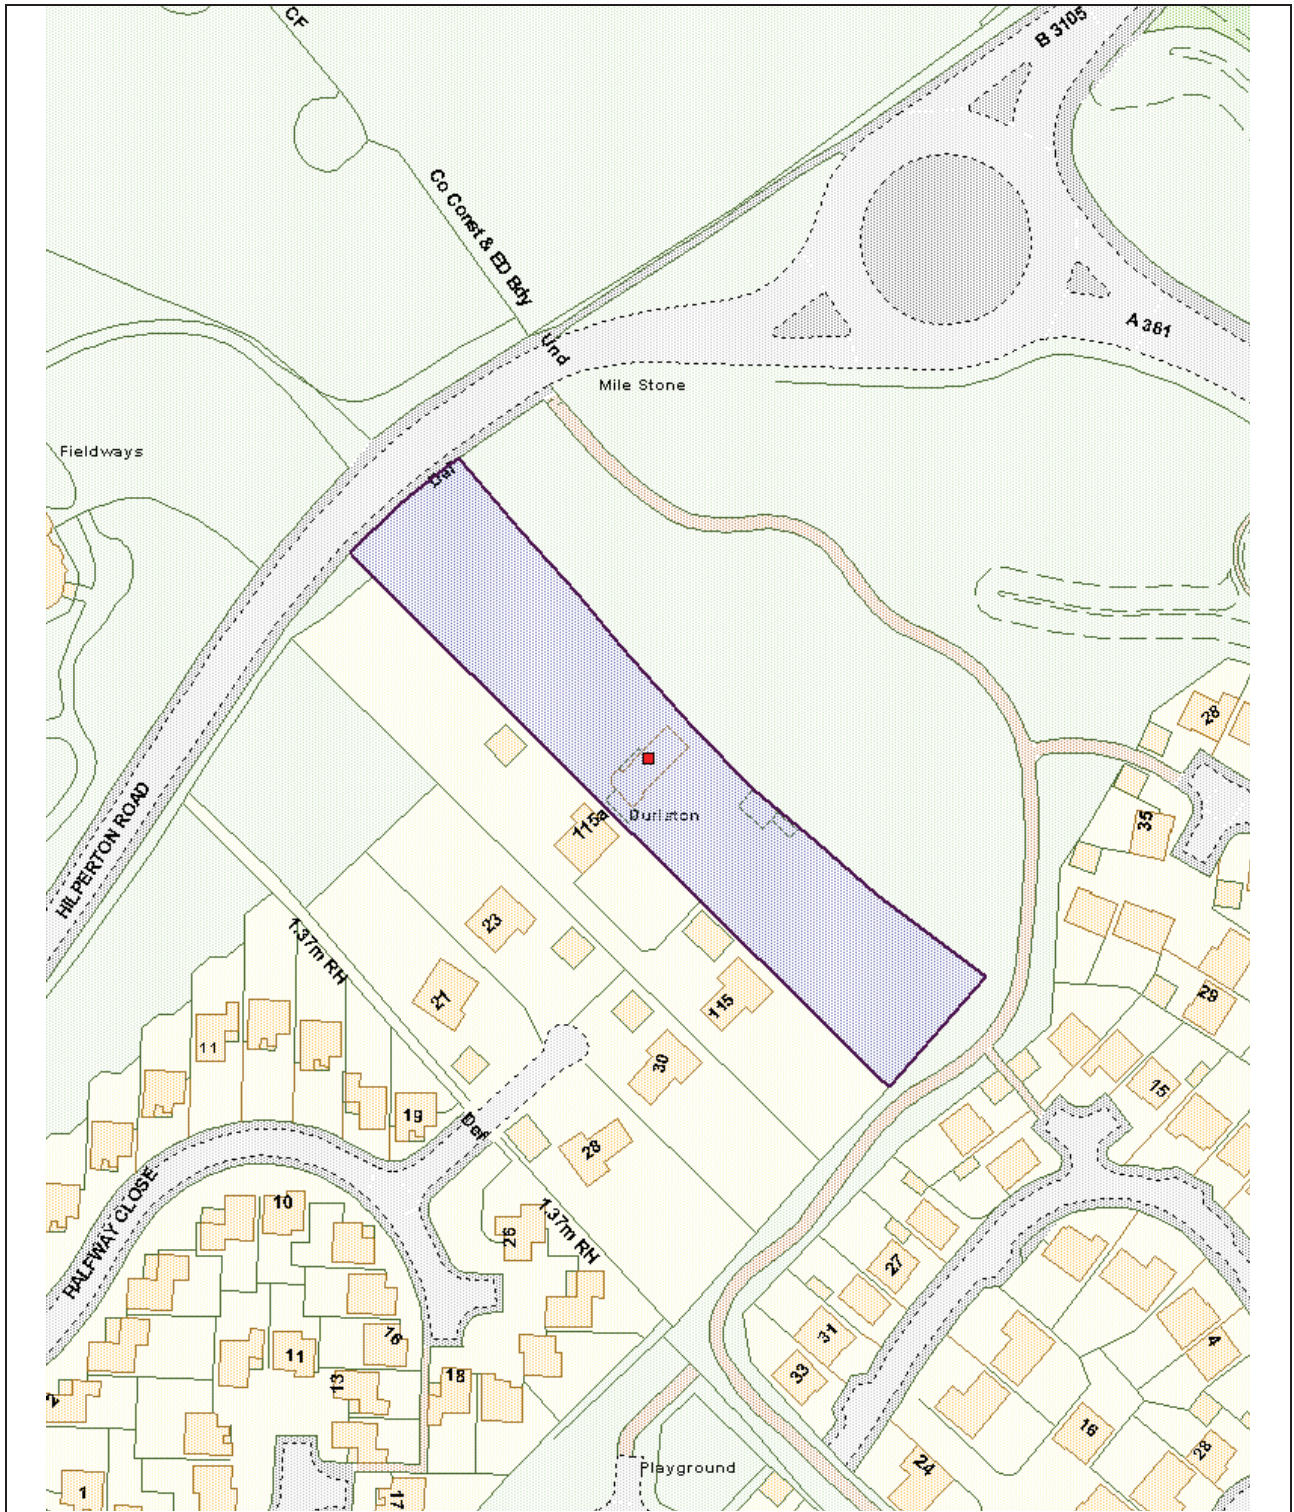 CF
B 3105
Co Const & ED Bdy
A 361
Und
Mile Stone
Fieldways
Def
28
HILPERTON ROAD
115a
Durlston
35
23
1.37m RH
21
115
29
11
30
15
19
Def
28
HALFWAY CLOSE
10
26
1.37m RH
27
16
31
11
4
13
18
33
2
16
28
24
Playground
1
17